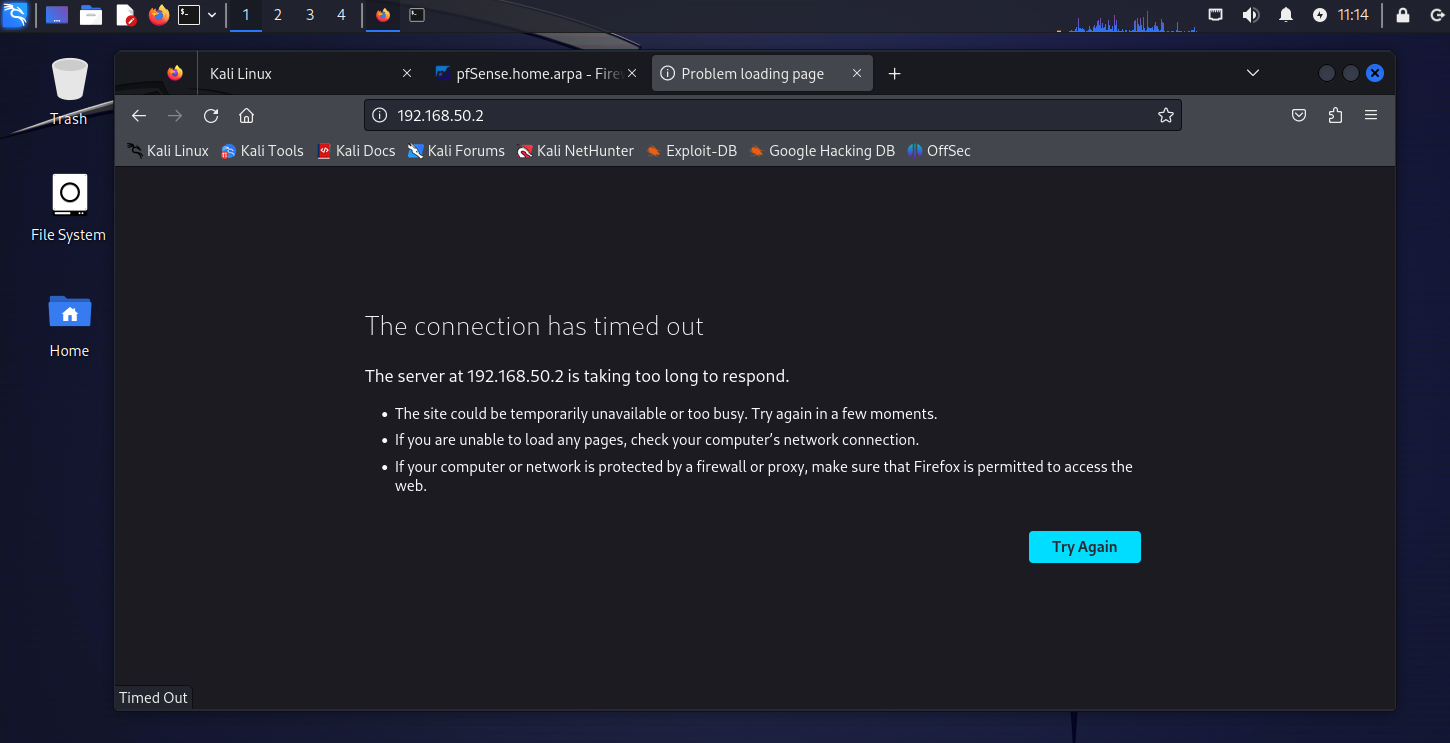 1 2 3 4 11:14
Kali Linux pfSense.home.arpa - Fire Problem loading page
192.168.50.2
Kali Linux Kali Tools Kali Docs Kali Forums Kali NetHunter Exploit-DB Google Hacking DB OffSec
Trash
File System
Home
The connection has timed out
The server at 192.168.50.2 is taking too long to respond.
• The site could be temporarily unavailable or too busy. Try again in a few moments.
• If you are unable to load any pages, check your computer’s network connection.
• If your computer or network is protected by a firewall or proxy, make sure that Firefox is permitted to access the
web.
Try Again
Timed Out